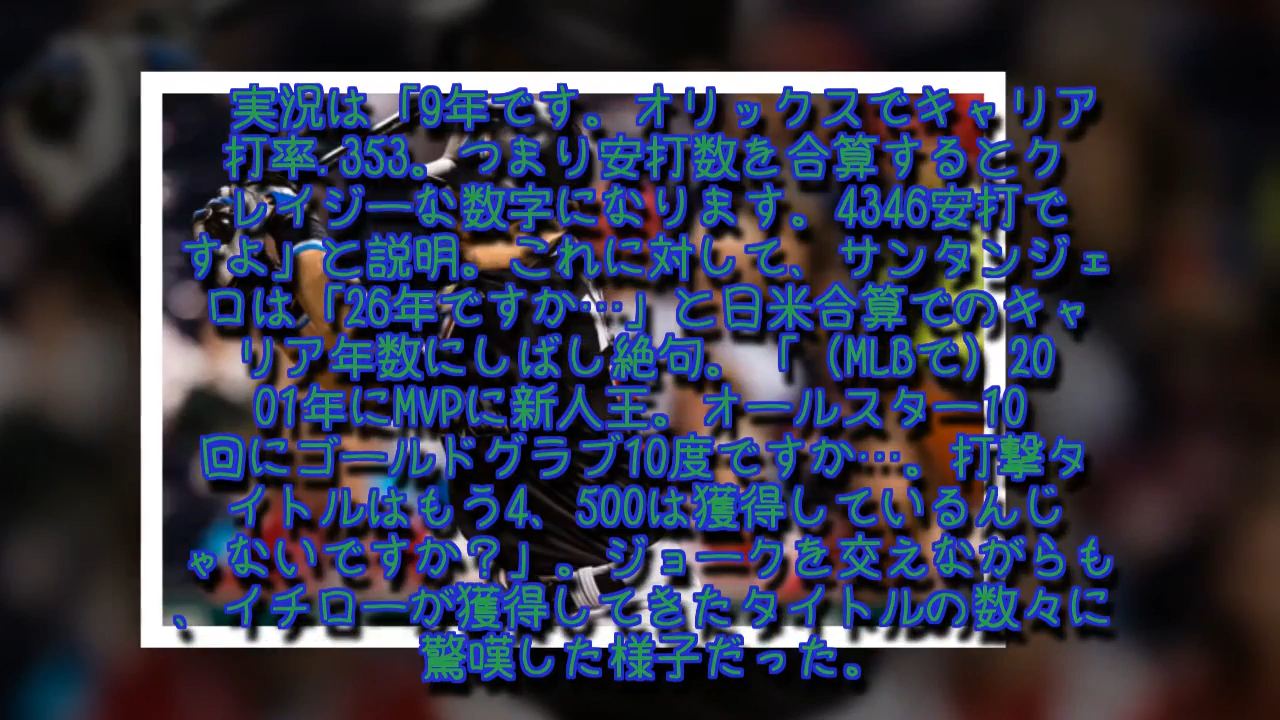 実況は「9年です。オリックスでキャリア
打率.353。つまり安打数を合算するとク
レイジーな数字になります。4346安打で
すよ」と説明。これに対して、サンタンジェ
ロは「26年ですか…」と日米合算でのキャ
リア年数にしばし絶句。「（MLBで）20
01年にMVPに新人王。オールスター10
回にゴールドグラブ10度ですか…。打撃タ
イトルはもう4、500は獲得しているんじ
ゃないですか？」。ジョークを交えながらも
、イチローが獲得してきたタイトルの数々に
驚嘆した様子だった。